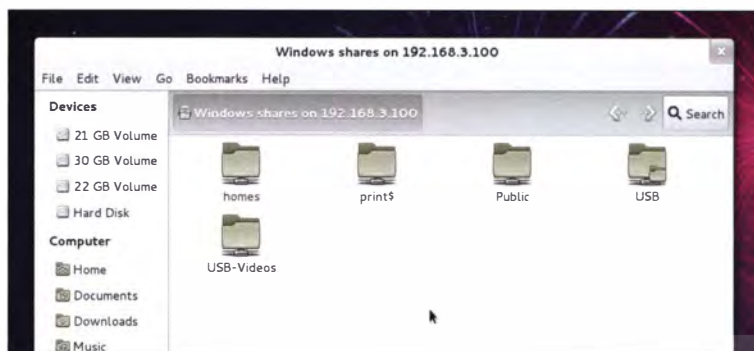 Windows shares on 192.168.3.100
File Edit View Go Bookmarks Help
Devices
21 GB Volume
30 GB Volume
22 GB Volume
Hard Disk
Computer
Home
Documents
Downloads
Music
Windows shares on 192.168.3.100
Search
homes
print$
Public
USB
USB-Videos